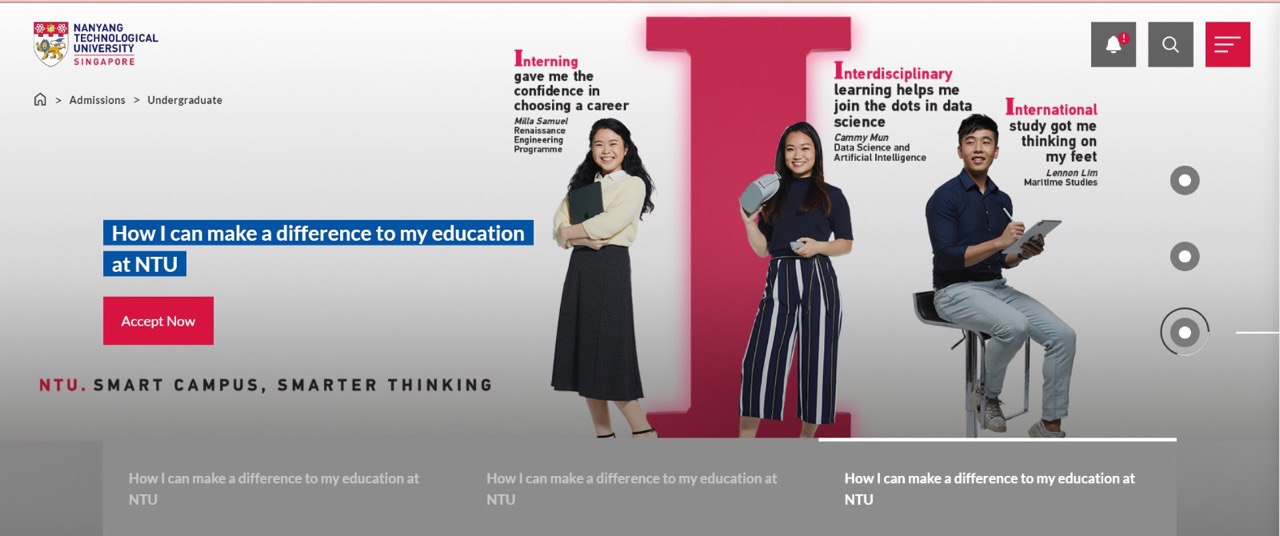 NANYANG
TECHNOLOGICAL
UNIVERSITY
SINGAPORE
> Admissions > Undergraduate
Interning
gave me the
confidence in
choosing a career
Milla Samuel
Renaissance
Engineering
Programme
Interdisciplinary
learning helps me
join the dots in data
science
Cammy Mun
Data Science and
Artificial Intelligence
International
study got me
thinking on
my feet
Lennon Lim
Maritime Studies
I
How I can make a difference to my education
at NTU
Accept Now
NTU. SMART CAMPUS, SMARTER THINKING
How I can make a difference to my education at
NTU
How I can make a difference to my education at
NTU
How I can make a difference to my education at
NTU